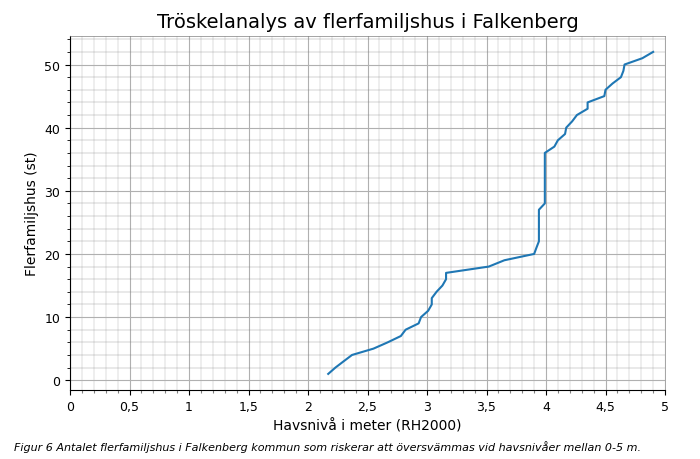 Tröskelanalys av flerfamiljshus i Falkenberg
Flerfamiljshus (st)
50
40
30
20
10
0
0 0,5 1 1,5 2 2,5 3 3,5 4 4,5 5
Havsnivå i meter (RH2000)
Figur 6 Antalet flerfamiljshus i Falkenberg kommun som riskerar att översvämmas vid havsnivåer mellan 0-5 m.